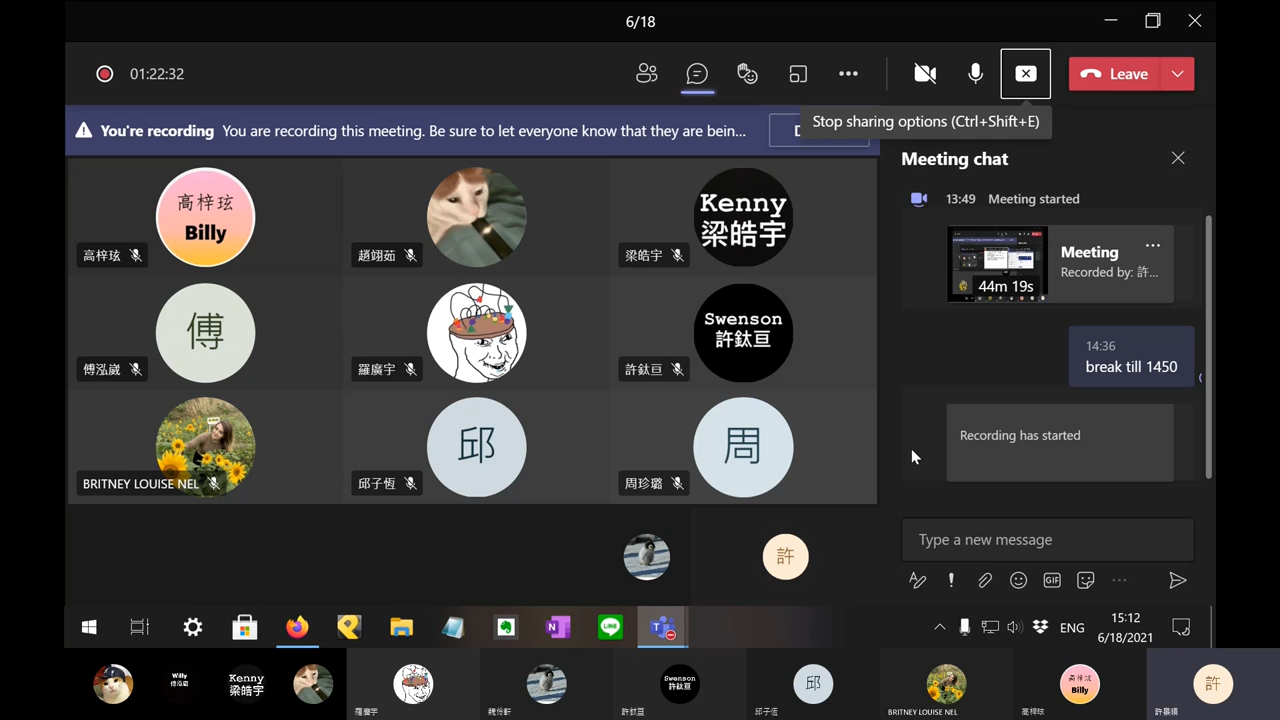 6/18
01:22:32
Leave
You're recording You are recording this meeting. Be sure to let everyone know that they are bein...
D
Stop sharing options (Ctrl+Shift+E)
Meeting chat
13:49 Meeting started
Meeting
Recorded by: 許...
44m 19s
14:36
break till 1450
Recording has started
Type a new message
GIF
高梓玹
Billy
高梓玹
趙翊茹
Kenny
梁皓宇
梁皓宇
傅
傅泓崴
羅廣宇
Swenson
許鈦亘
許鈦亘
BRITNEY LOUISE NEL
邱
邱子恆
周
周珍璐
許
N
LINE
T
ENG
15:12
6/18/2021
Willy
傅泓崴
Kenny
梁皓宇
羅廣宇
Swenson
許鈦亘
許鈦亘
邱
邱子恆
BRITNEY LOUISE NEL
高梓玹
Billy
高梓玹
許